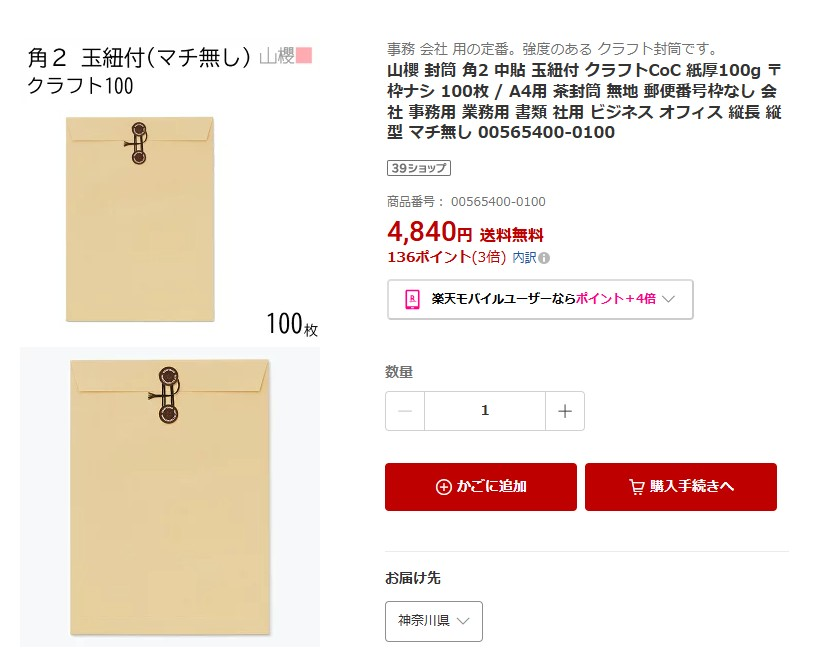 角２ 玉紐付(マチ無し) 山櫻
クラフト100
100枚
事務 会社 用の定番。強度のある クラフト封筒です。
山櫻 封筒 角2 中貼 玉紐付 クラフトCoC 紙厚100g 〒
枠ナシ 100枚 / A4用 茶封筒 無地 郵便番号枠なし 会
社 事務用 業務用 書類 社用 ビジネス オフィス 縦長 縦
型 マチ無し 00565400-0100
39ショップ
商品番号： 00565400-0100
4,840円 送料無料
136ポイント(3倍) 内訳
楽天モバイルユーザーならポイント＋4倍
数量
1
かごに追加 購入手続きへ
お届け先
神奈川県